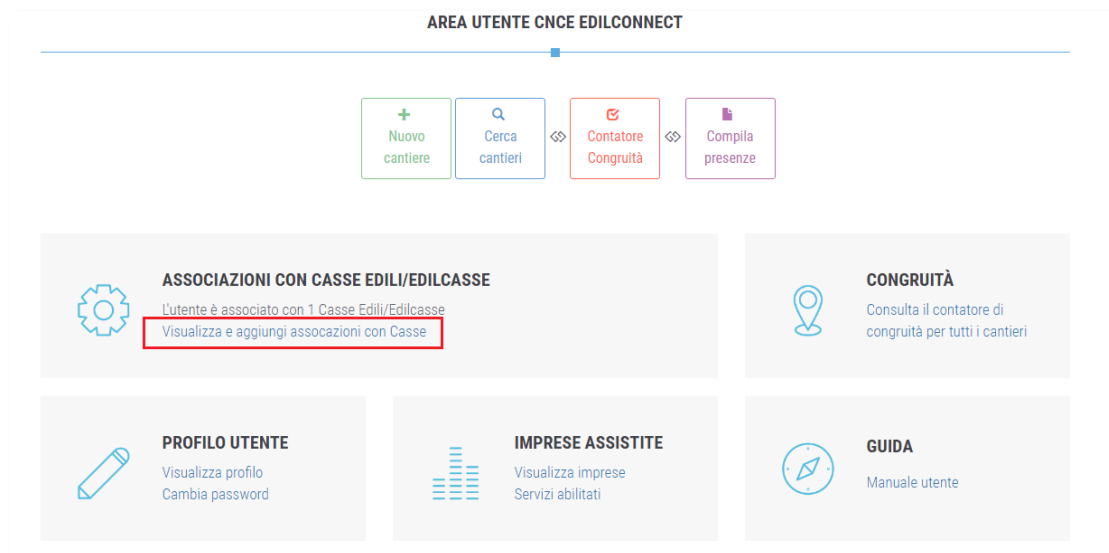 AREA UTENTE CNCE EDILCONNECT
Nuovo
cantiere
Cerca
cantieri
Contatore
Congruità
Compila
presenze
ASSOCIAZIONI CON CASSE EDILI/EDILCASSE
L'utente è associato con 1 Casse Edili/Edilcasse
Visualizza e aggiungi assocazioni con Casse
CONGRUITÀ
Consulta il contatore di
congruità per tutti i cantieri
PROFILO UTENTE
Visualizza profilo
Cambia password
IMPRESE ASSISTITE
Visualizza imprese
Servizi abilitati
GUIDA
Manuale utente